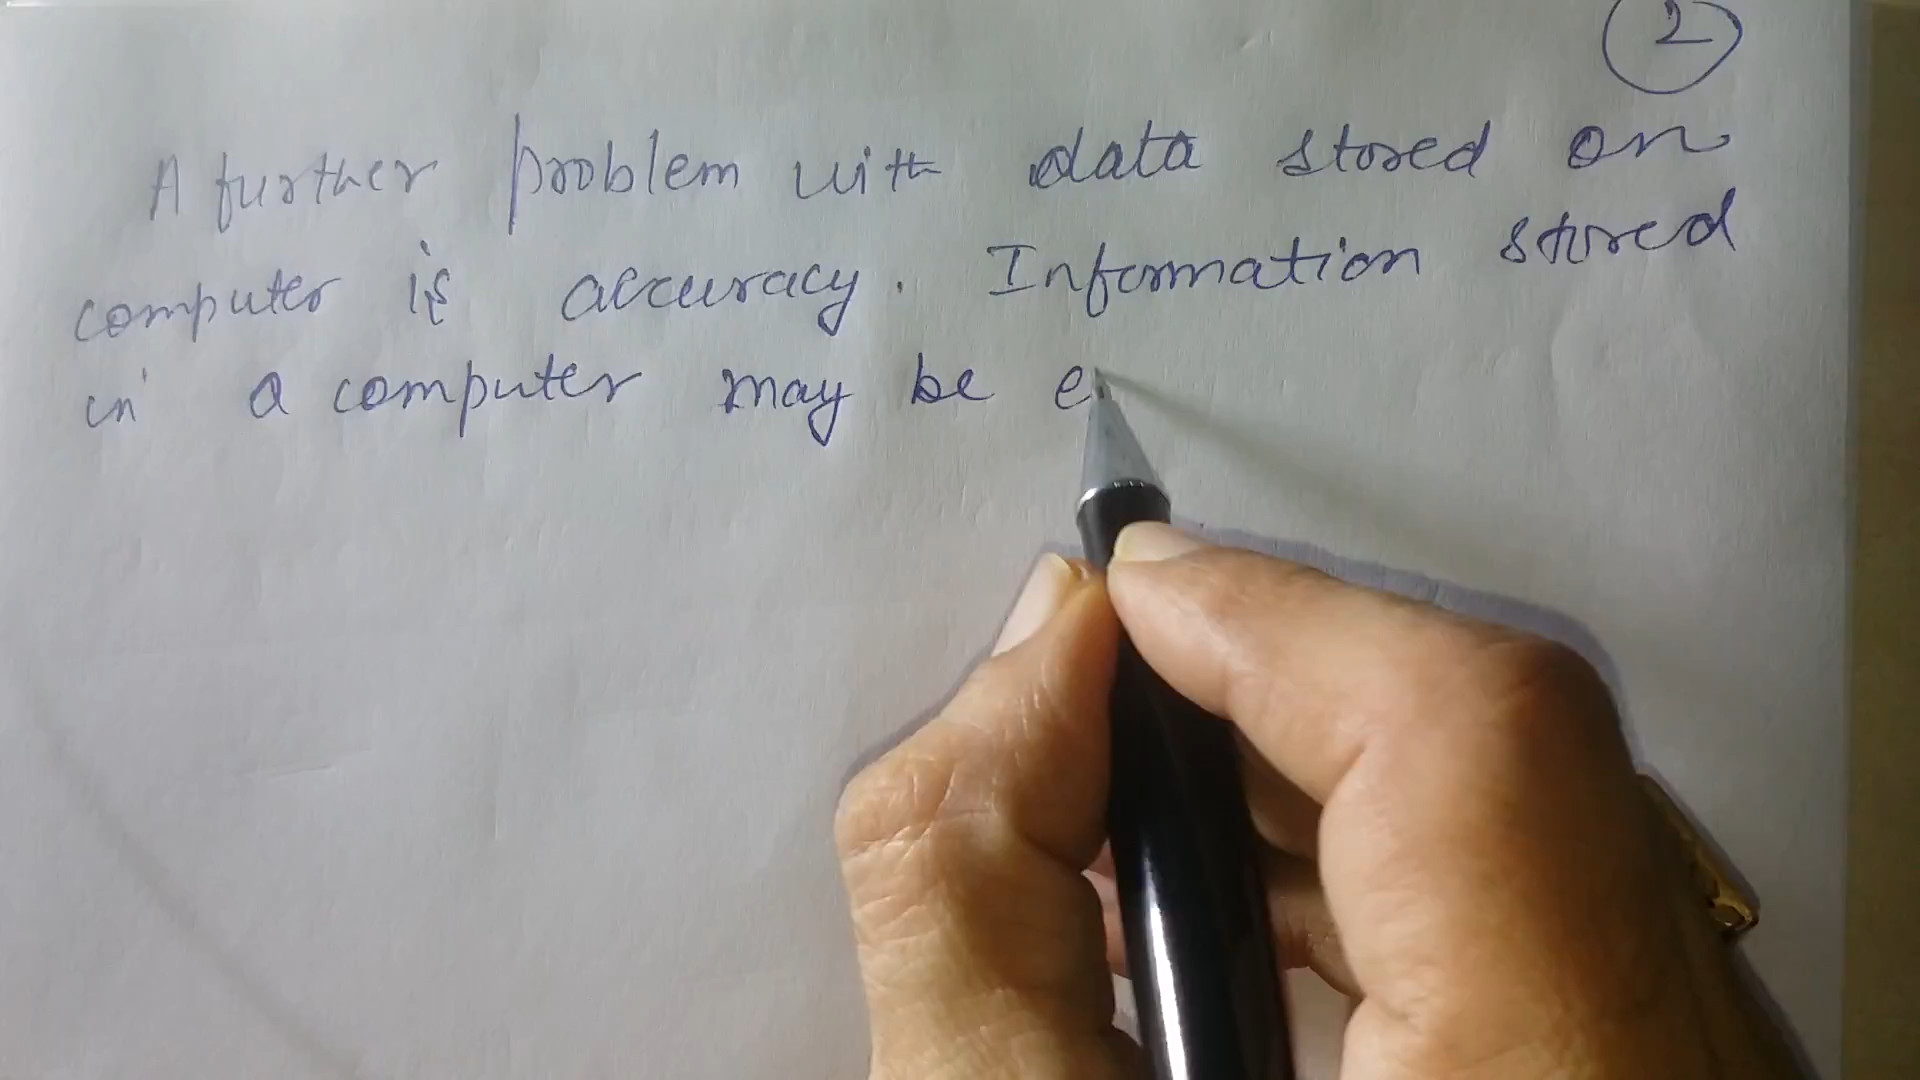 2
A further problem with data stored on
computer is accuracy. Information stored
in a computer may be e